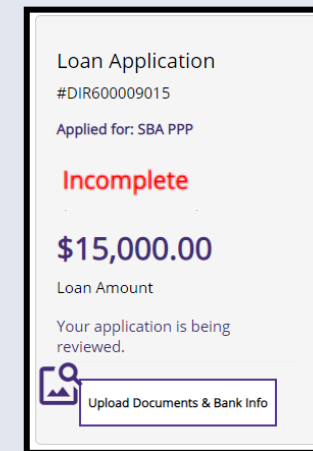 Loan Application
#DIR600009015
Applied for: SBA PPP
Incomplete
$15,000.00
Loan Amount
Your application is being
reviewed.
Upload Documents & Bank Info